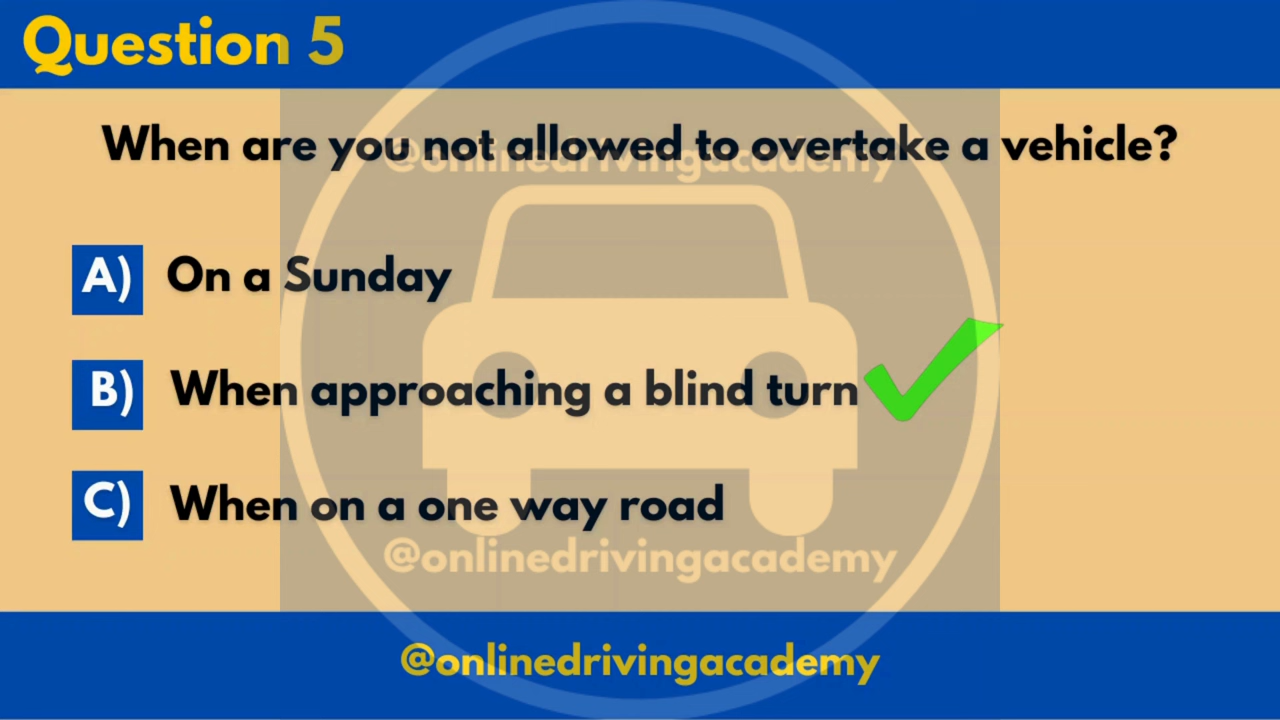 Question 5
When are you not allowed to overtake a vehicle?
@onlinedrivingacademy
A) On a Sunday
B) When approaching a blind turn
C) When on a one way road
@onlinedrivingacademy
@onlinedrivingacademy